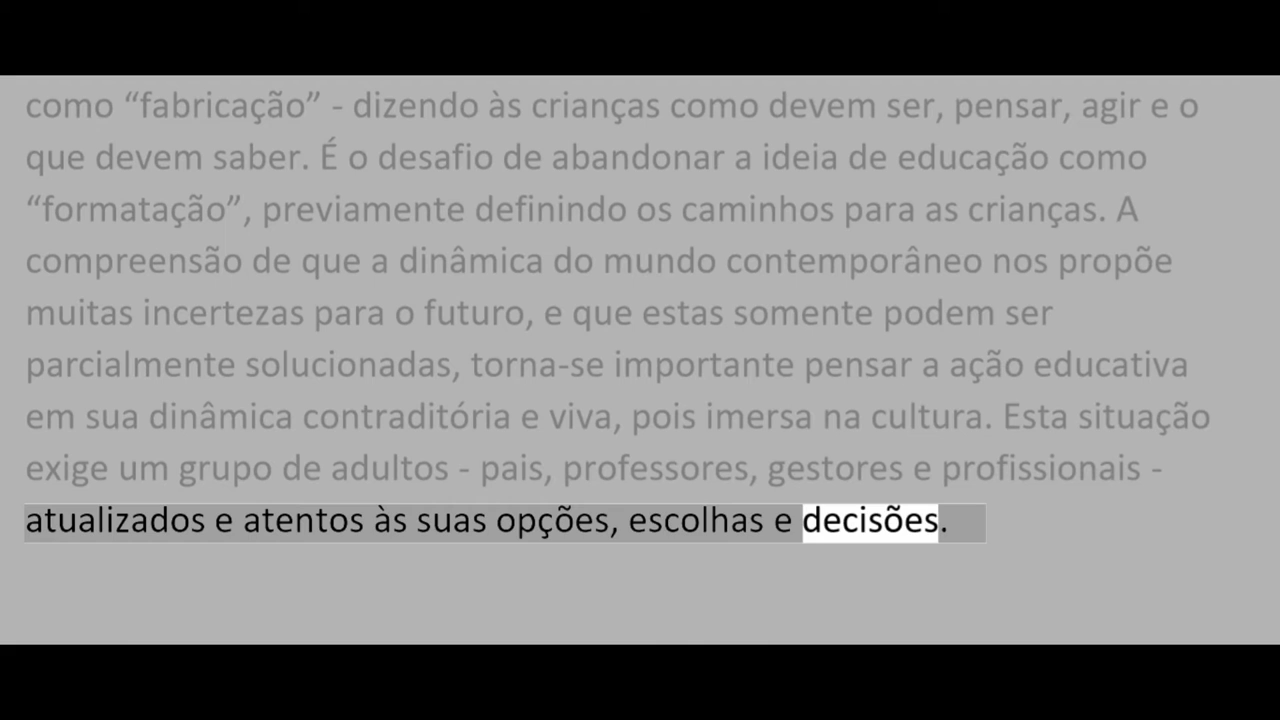 como “fabricação” - dizendo às crianças como devem ser, pensar, agir e o
que devem saber. É o desafio de abandonar a ideia de educação como
“formatação”, previamente definindo os caminhos para as crianças. A
compreensão de que a dinâmica do mundo contemporâneo nos propõe
muitas incertezas para o futuro, e que estas somente podem ser
parcialmente solucionadas, torna-se importante pensar a ação educativa
em sua dinâmica contraditória e viva, pois imersa na cultura. Esta situação
exige um grupo de adultos - pais, professores, gestores e profissionais -
atualizados e atentos às suas opções, escolhas e decisões.